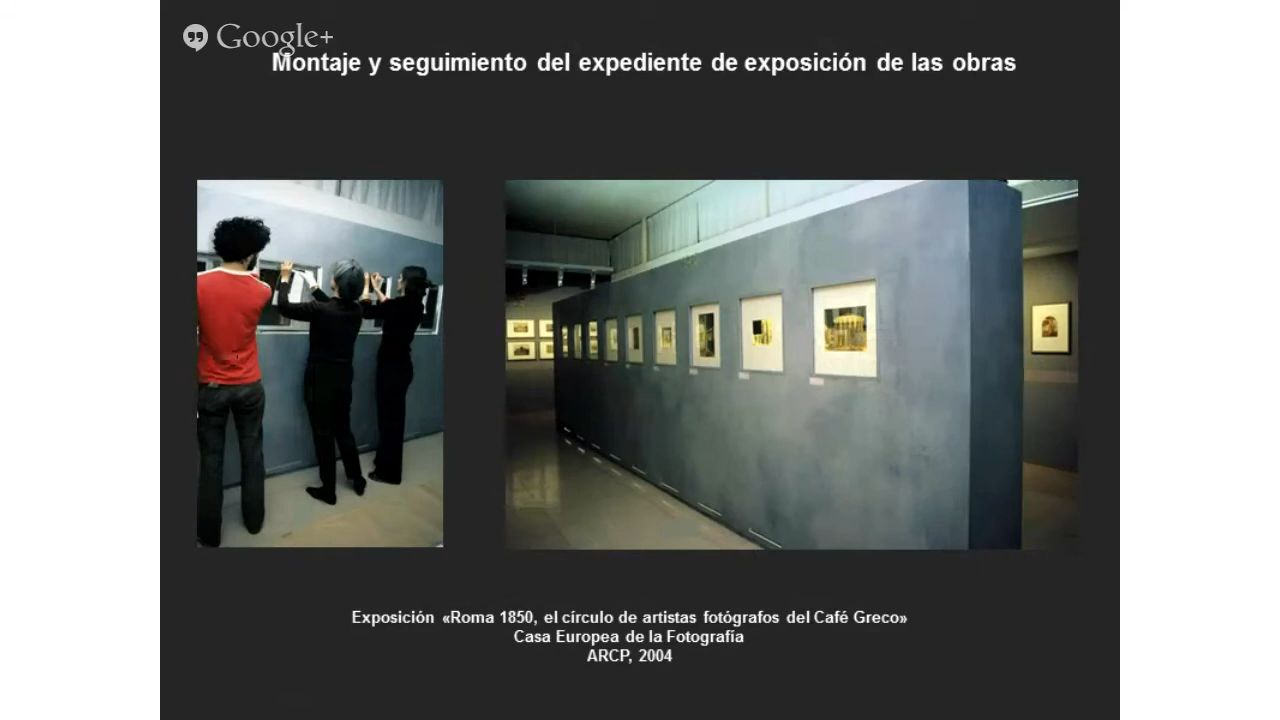 Google+
Montaje y seguimiento del expediente de exposición de las obras
Exposición «Roma 1850, el círculo de artistas fotógrafos del Café Greco»
Casa Europea de la Fotografía
ARCP, 2004